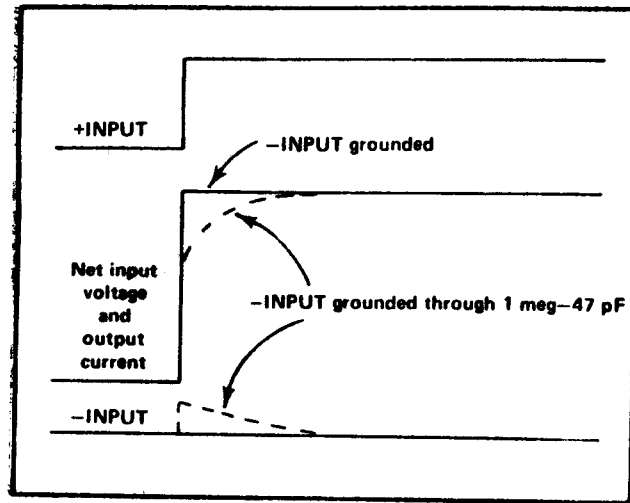 +INPUT
−INPUT grounded
Net input
voltage
and
output
current
−INPUT grounded through 1 meg–47 pF
−INPUT